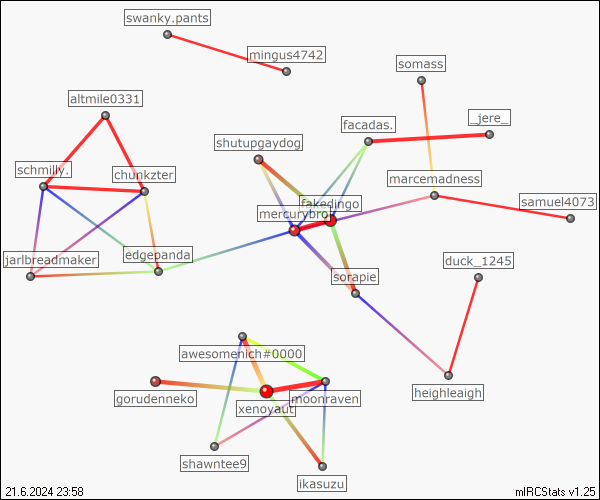 swanky.pants
mingus4742
somass
altmile0331
_jere_
facadas.
shutupgaydog
schmilly.
chunkzter
marcemadness
fakedingo
samuel4073
mercurybro
edgepanda
jarlbreadmaker
duck_1245
sorapie
awesomenich#0000
heighleaigh
gorudenneko
moonraven
xenoyaut
shawntee9
ikasuzu
21.6.2024 23:58
mIRCStats v1.25